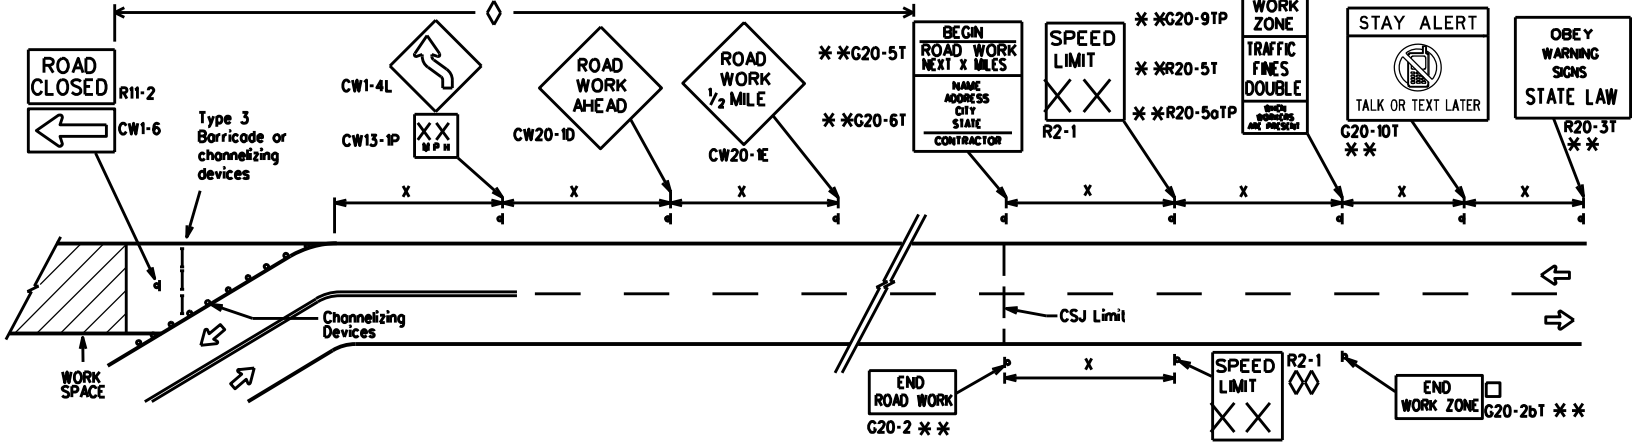 ROAD
CLOSED
R11-2
CW1-6
Type 3
Barricade or
channelizing
devices
CW1-4L
CW13-1P
XX
MPH
ROAD
WORK
AHEAD
CW20-1D
ROAD
WORK
1/2 MILE
CW20-1E
**G20-5T
**G20-6T
BEGIN
ROAD WORK
NEXT X MILES
NAME
ADDRESS
CITY
STATE
CONTRACTOR
SPEED
LIMIT
XX
R2-1
**G20-9TP
**R20-5T
**R20-5aTP
WORK
ZONE
TRAFFIC
FINES
DOUBLE
WHEN
WORKERS
ARE PRESENT
STAY ALERT
TALK OR TEXT LATER
G20-10T
**
OBEY
WARNING
SIGNS
STATE LAW
R20-3T
**
X
X
X
X
X
X
X
Channelizing
Devices
WORK
SPACE
CSJ Limit
END
ROAD WORK
G20-2 **
X
SPEED
LIMIT
XX
R2-1
END
WORK ZONE
G20-2bT **